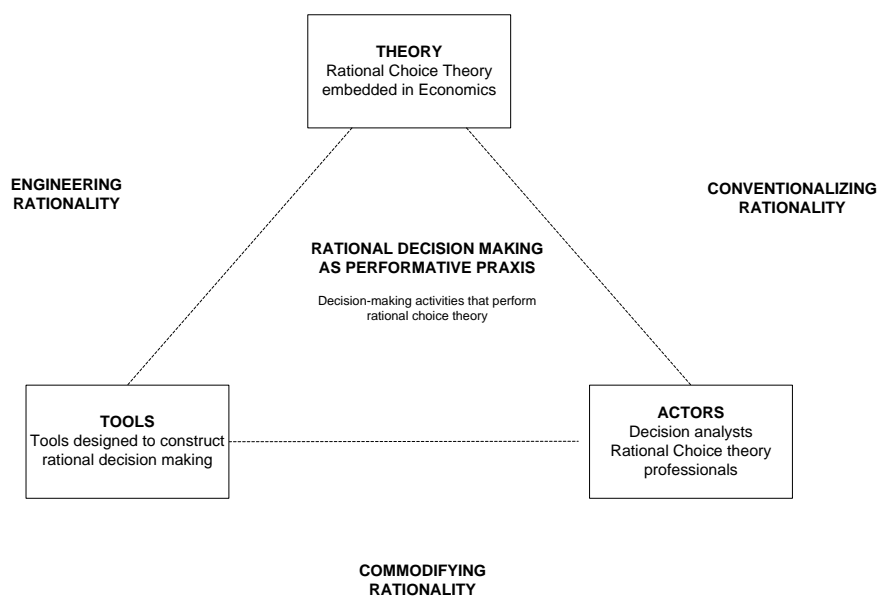 THEORY
Rational Choice Theory
embedded in Economics
ENGINEERING
RATIONALITY
CONVENTIONALIZING
RATIONALITY
RATIONAL DECISION MAKING
AS PERFORMATIVE PRAXIS
Decision-making activities that perform
rational choice theory
TOOLS
Tools designed to construct
rational decision making
ACTORS
Decision analysts
Rational Choice theory
professionals
COMMODIFYING
RATIONALITY